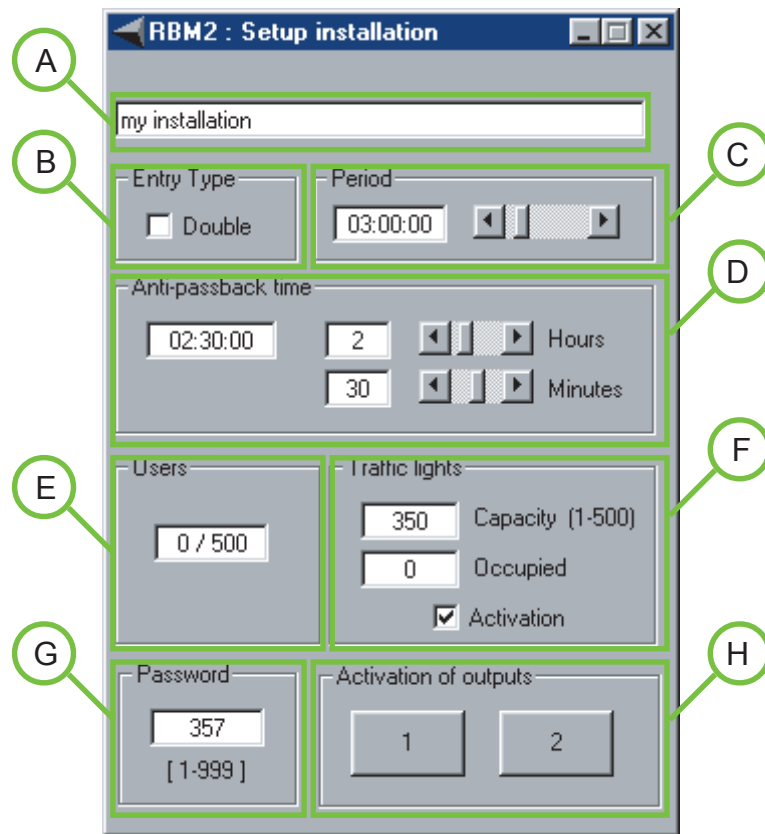 RBM2 : Setup installation
A
my installation
B
Entry Type
Double
Period
03:00:00
C
D
Anti-passback time
02:30:00
2
Hours
30
Minutes
E
Users
0 / 500
Traffic lights
350
Capacity (1-500)
0
Occupied
Activation
F
G
Password
357
[ 1-999 ]
Activation of outputs
1
2
H